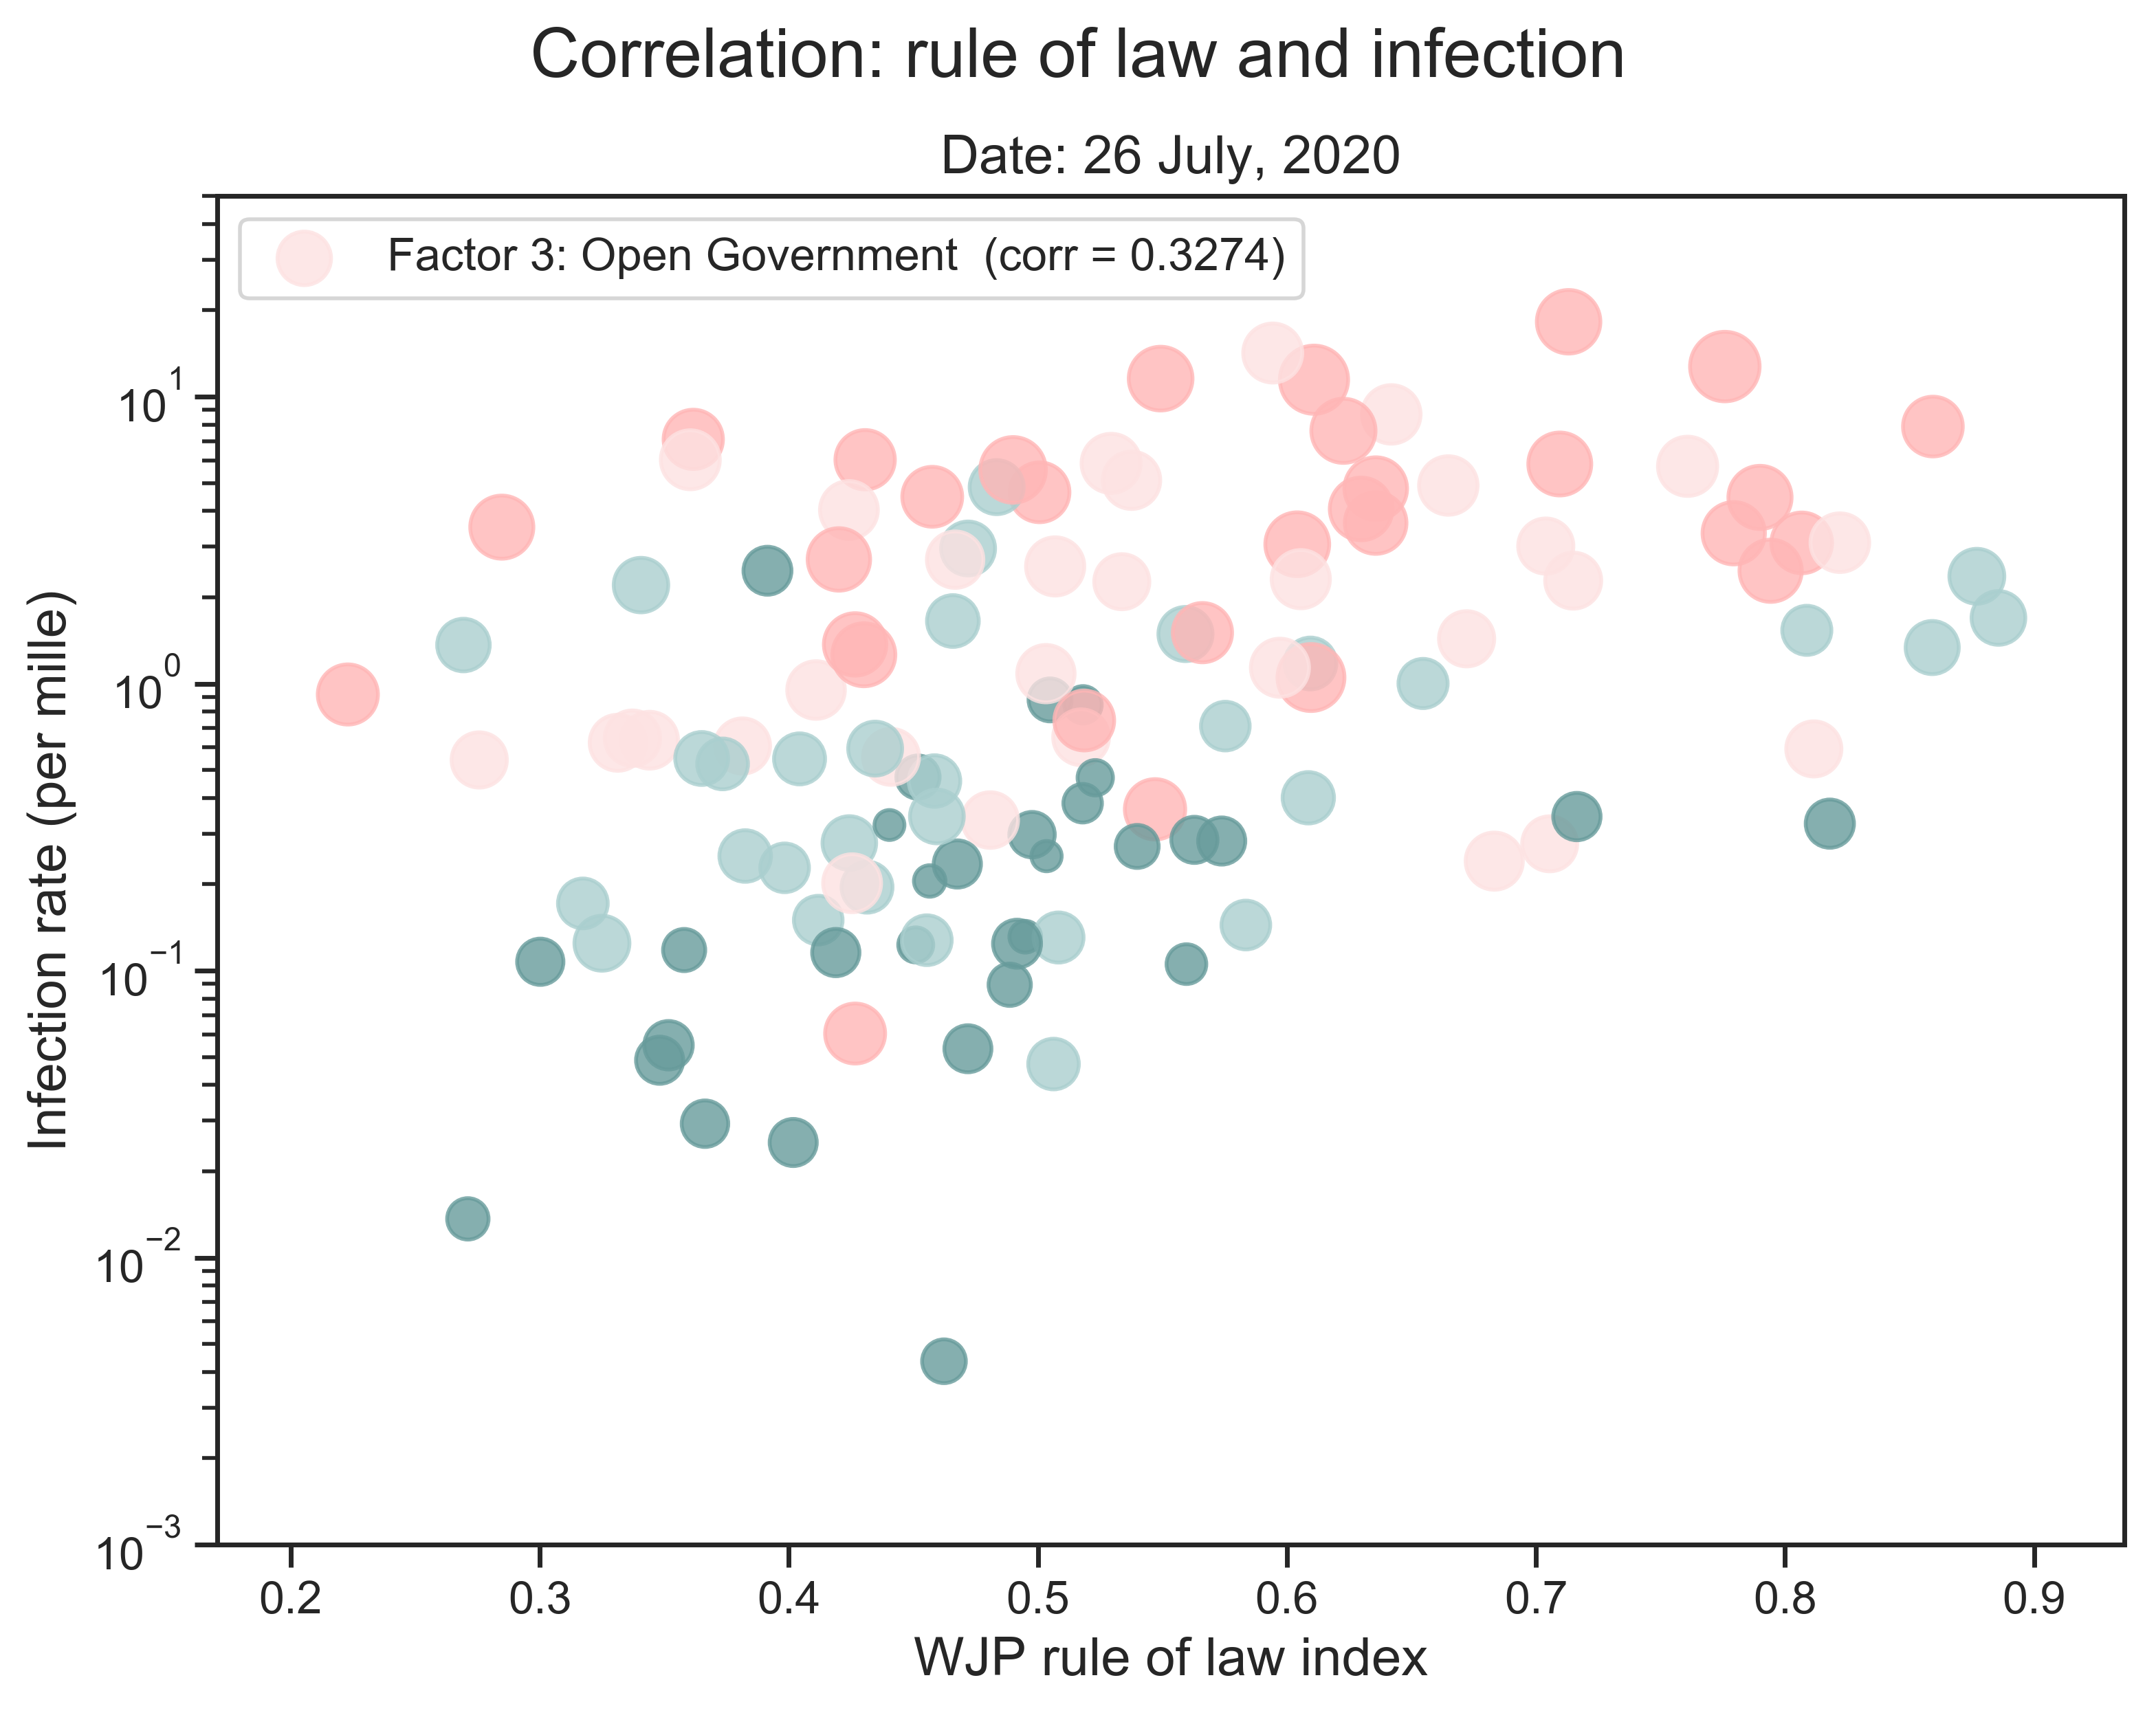 Correlation: rule of law and infection
Date: 26 July, 2020
Factor 3: Open Government (corr = 0.3274)
Infection rate (per mille)
10^1
10^0
10^−1
10^−2
10^−3
0.2 0.3 0.4 0.5 0.6 0.7 0.8 0.9
WJP rule of law index